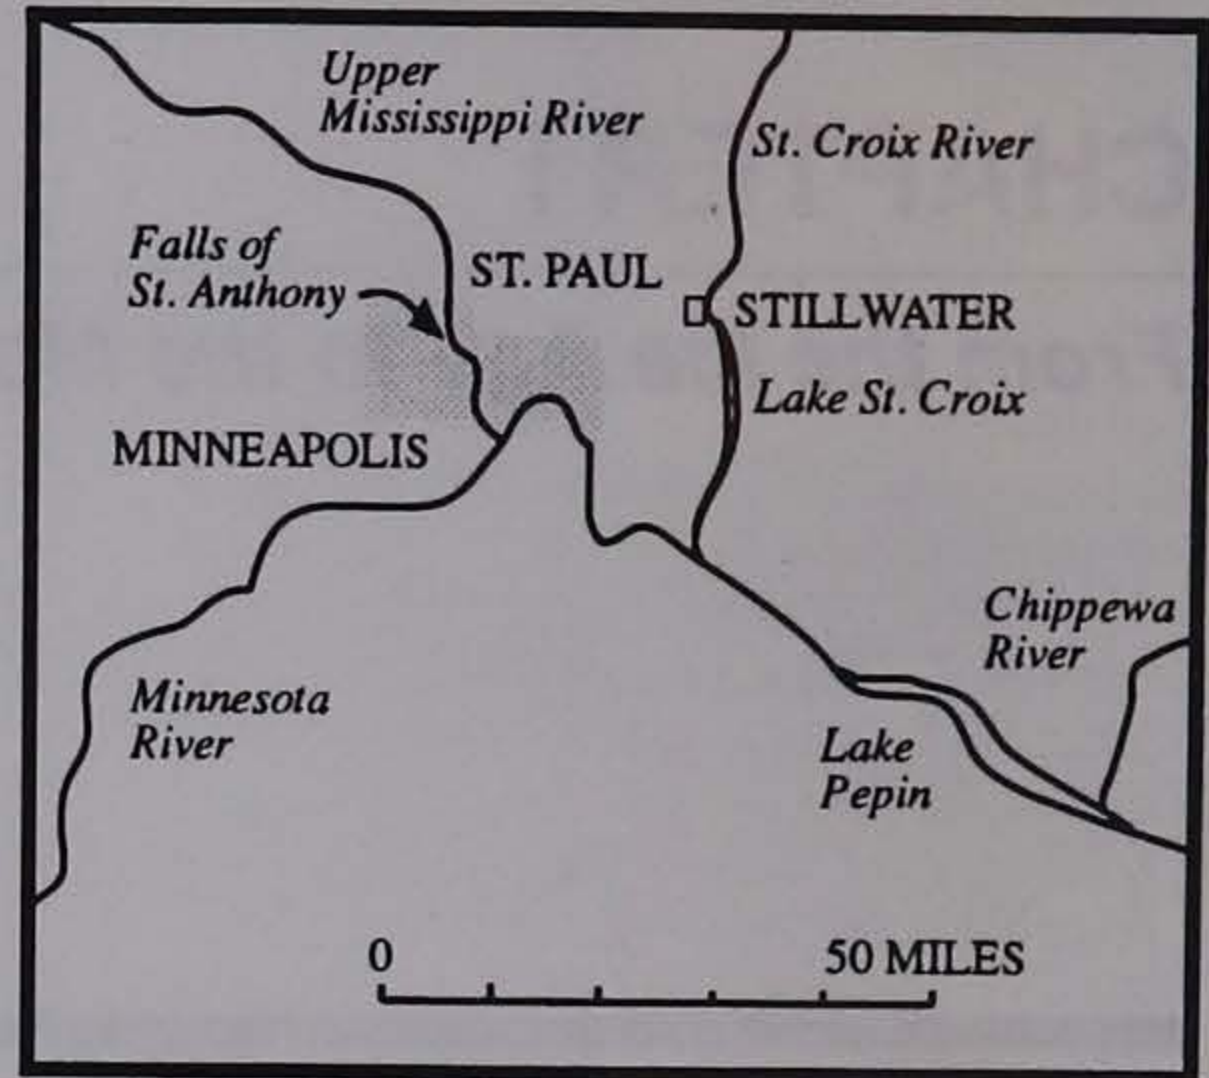 Upper
Mississippi River
St. Croix River
Falls of
St. Anthony
ST. PAUL
STILLWATER
Lake St. Croix
MINNEAPOLIS
Chippewa
River
Minnesota
River
Lake
Pepin
0
50 MILES